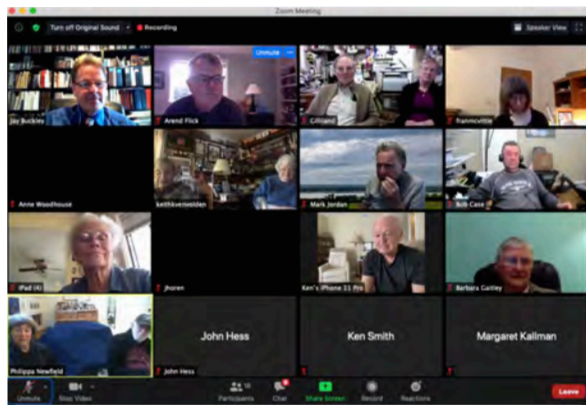 Zoom Meeting
Turn off Original Sound
Recording
Speaker View
Unmute
Jay Buckles
Arend Flick
Gilliland
franmcvittie
Anne Woodhouse
keithkvenvolden
Mark Jordan
Bob Case
iPad (4)
jhoren
Ken's iPhone 11 Pro
Barbara Gaitley
Philippa Newfield
John Hess
John Hess
Ken Smith
Margaret Kallman
Unmute
Stop Video
Participants
Chat
Share Screen
Record
Reactions
Leave